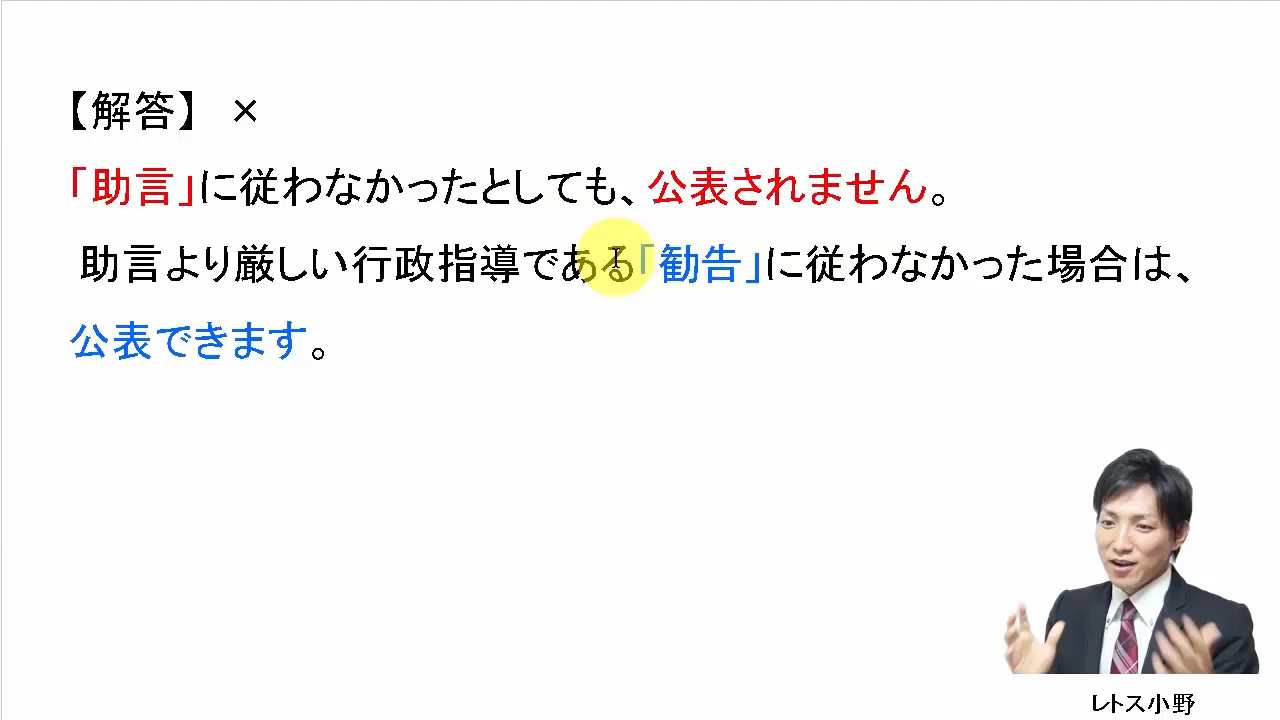 【解答】 ×
「助言」に従わなかったとしても、公表されません。
助言より厳しい行政指導である「勧告」に従わなかった場合は、
公表できます。
レトス小野